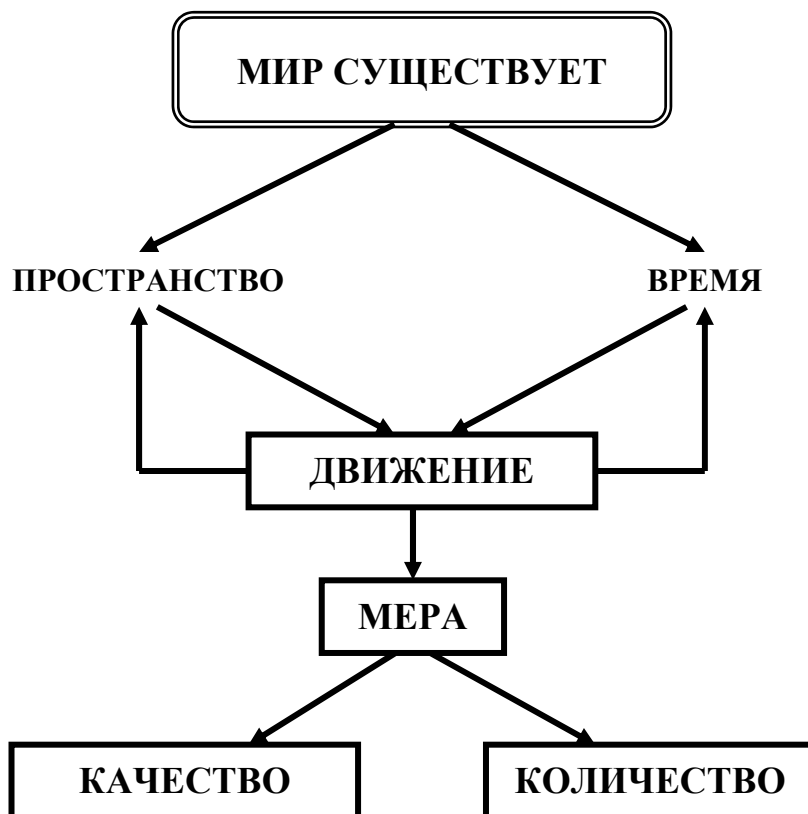 МИР СУЩЕСТВУЕТ
ПРОСТРАНСТВО
ВРЕМЯ
ДВИЖЕНИЕ
МЕРА
КАЧЕСТВО
КОЛИЧЕСТВО